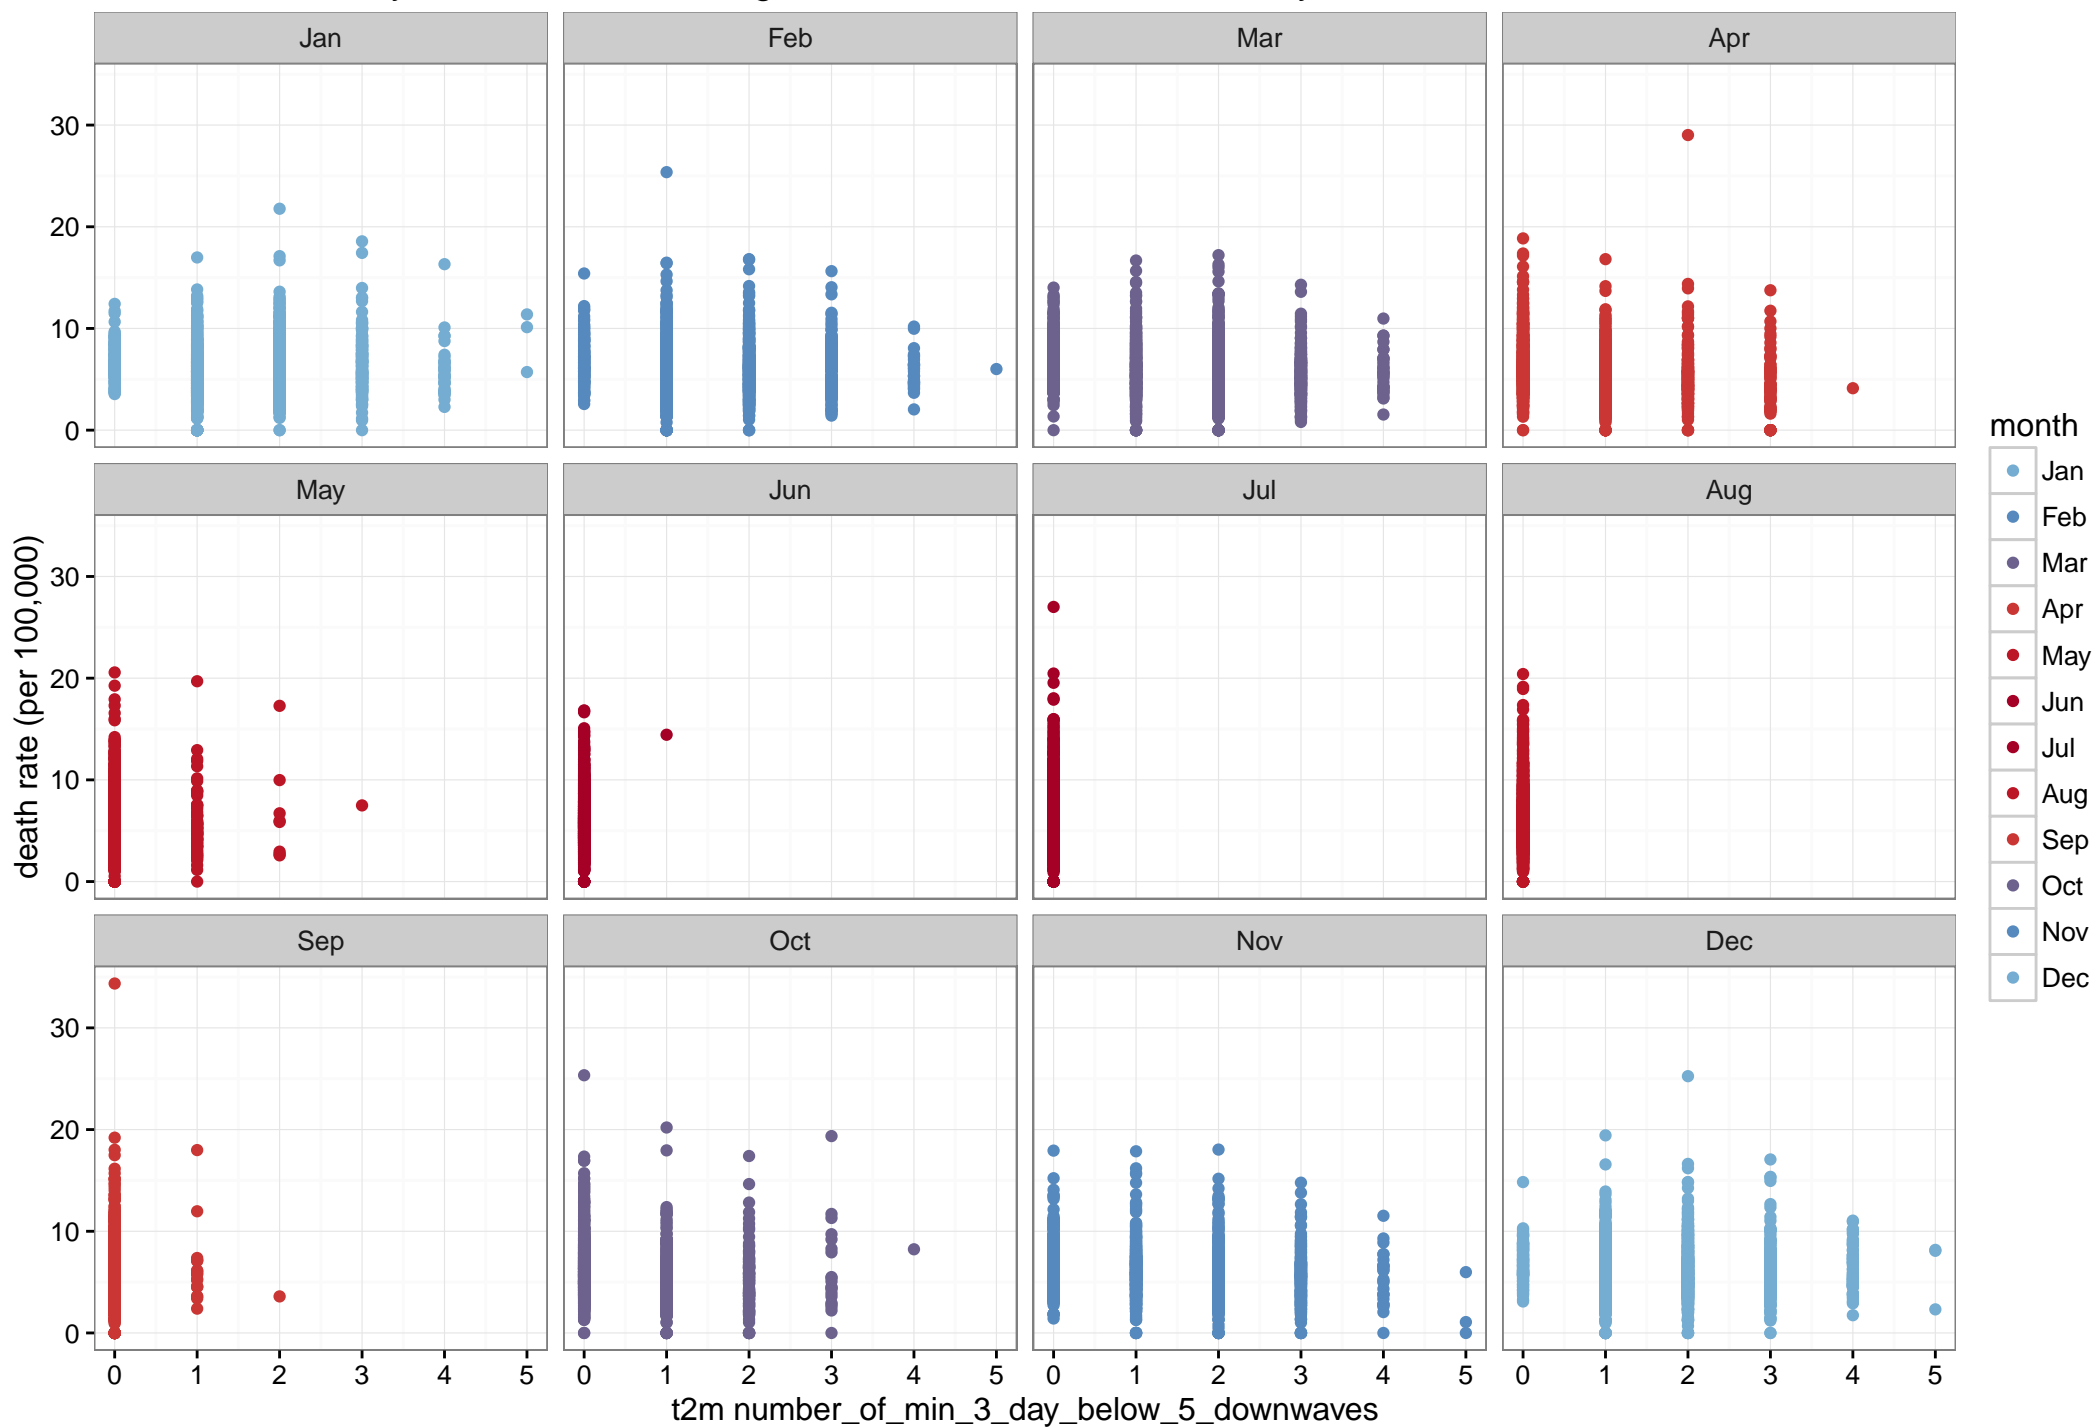 Jan Feb Mar Apr
30
20
10
0
May Jun Jul Aug
30
20
10
0
Sep Oct Nov Dec
30
20
10
0
0 1 2 3 4 5 0 1 2 3 4 5 0 1 2 3 4 5 0 1 2 3 4 5
t2m number_of_min_3_day_below_5_downwaves
death rate (per 100,000)
month
Jan
Feb
Mar
Apr
May
Jun
Jul
Aug
Sep
Oct
Nov
Dec